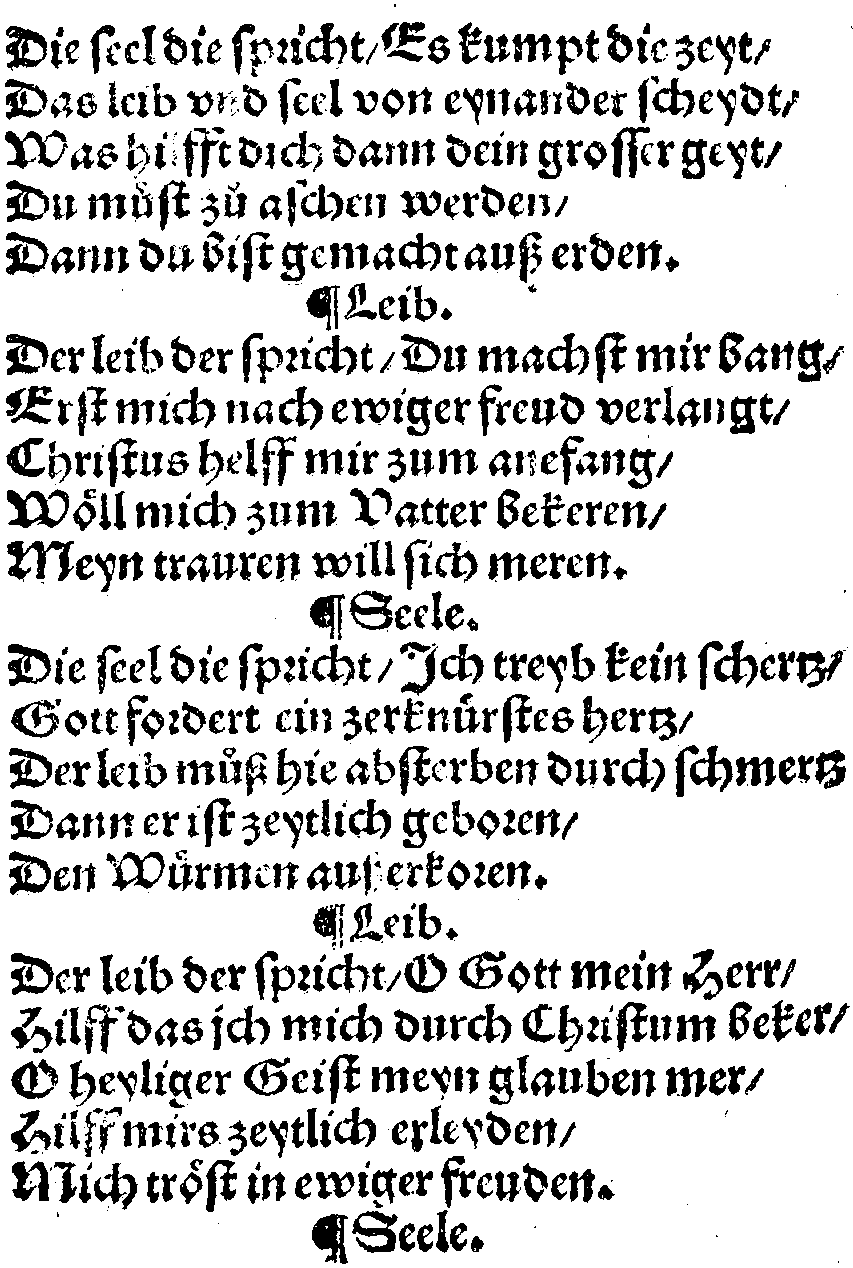 Die seel die spricht/Es kumpt die zeyt/
Das leib vnd seel von eynander scheydt/
Was hilfft dich dann dein grosser geyt/
Du můst zů aschen werden/
Dann du bist gemacht auß erden.
¶Leib.
Der leib der spricht/Du machst mir bang/
Erst mich nach ewiger freud verlangt/
Christus helff mir zum anefang/
Wöll mich zum Vatter bekeren/
Meyn trauren will sich meren.
¶Seele.
Die seel die spricht/Ich treyb kein schertz/
Gott fordert ein zerknürstes hertz/
Der leib můß hie absterben durch schmertz
Dann er ist zeytlich geboren/
Den Würmen außerkoren.
¶Leib.
Der leib der spricht/O Gott mein Herr/
Hilff das jch mich durch Christum beker/
O heyliger Geist meyn glauben mer/
Hilff mirs zeytlich erleyden/
Mich tröst in ewiger freuden.
¶Seele.